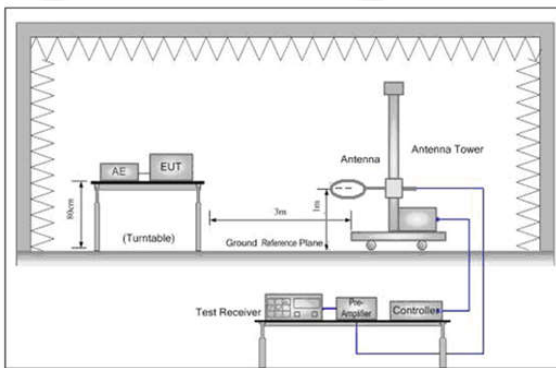 AE
EUT
80cm
(Turntable)
3m
Antenna
Antenna Tower
1m
Ground Reference Plane
Test Receiver
Pre-
Amplifier
Controller